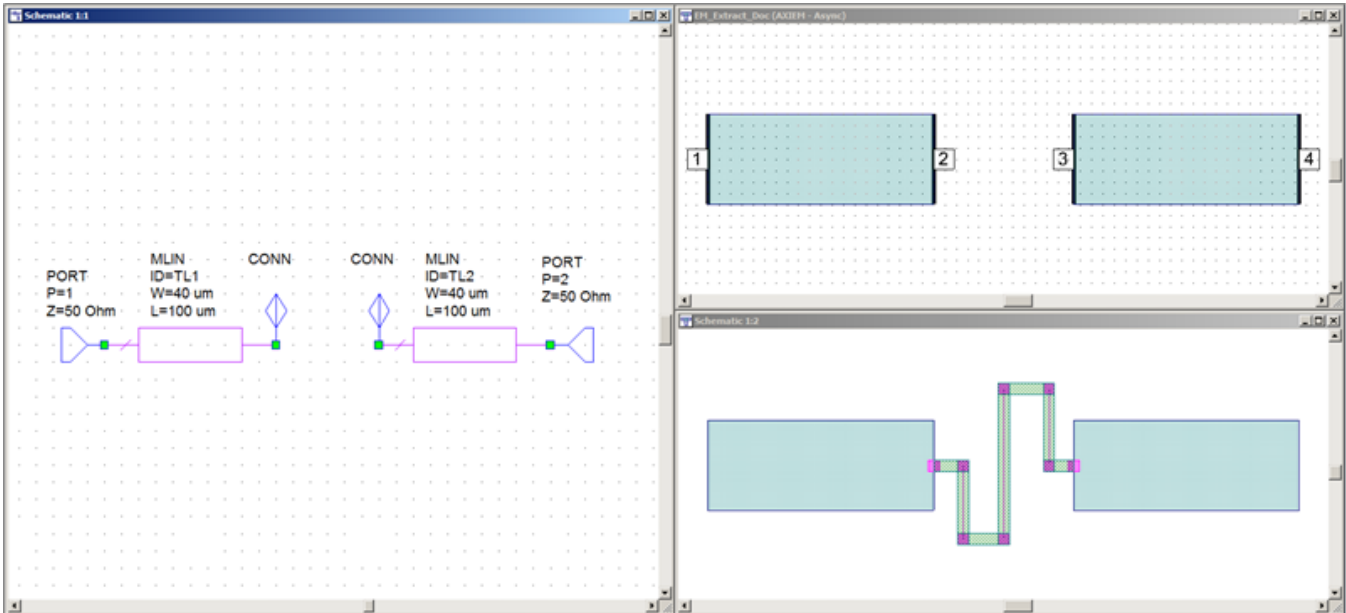 Schematic 1:1
PORT
P=1
Z=50 Ohm
MLIN
ID=TL1
W=40 um
L=100 um
CONN
CONN
MLIN
ID=TL2
W=40 um
L=100 um
PORT
P=2
Z=50 Ohm
EM_Extract_Doc (AXIEM - Async)
1
2
3
4
Schematic 1:2